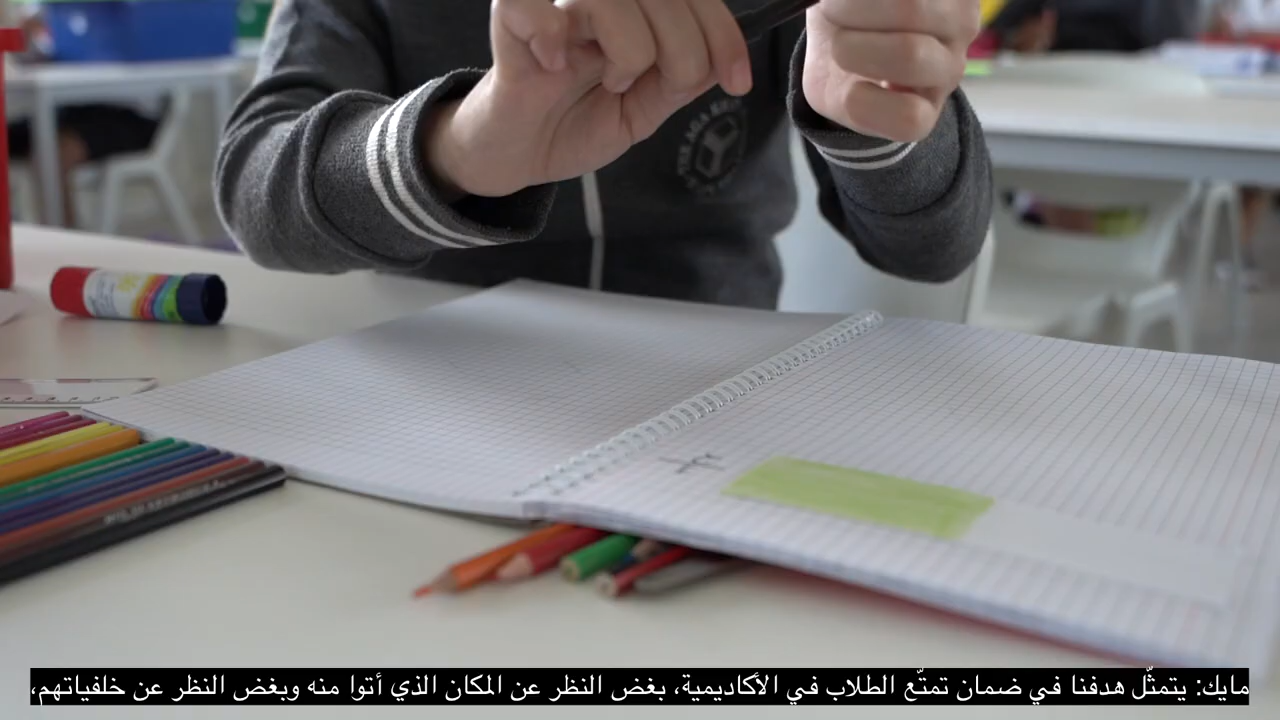 مايك: يتمثّل هدفنا في ضمان تمتّع الطلاب في الأكاديمية، بغض النظر عن المكان الذي أتوا منه وبغض النظر عن خلفياتهم،